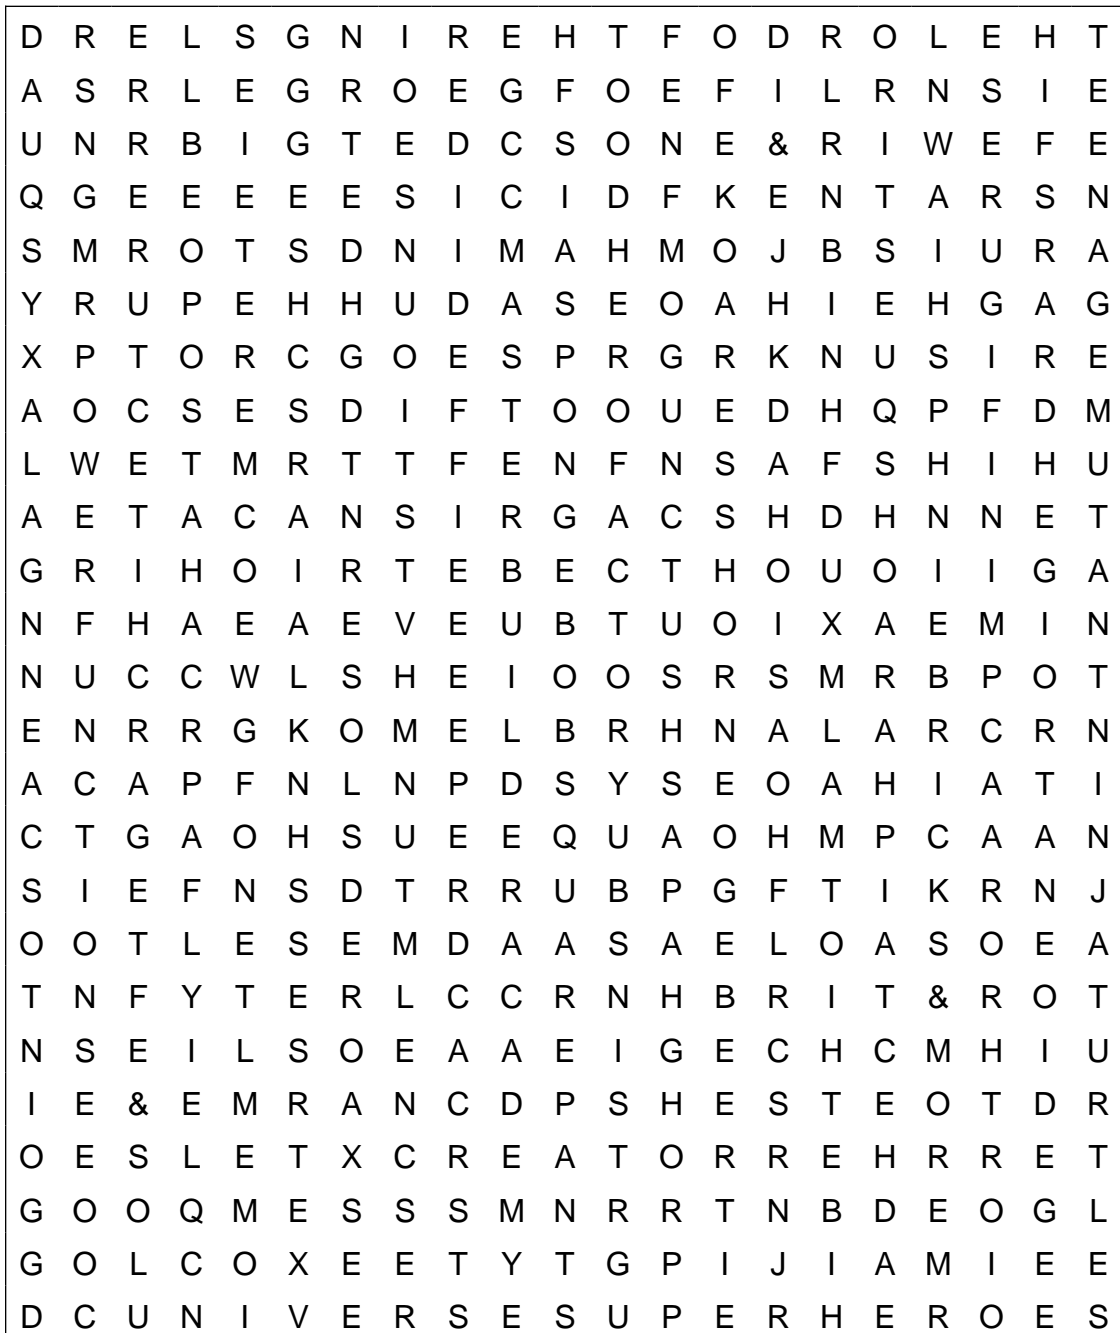 D R E L S G N I R E H T F O D R O L E H T
A S R L E G R O E G F O E F I L R N S I E
U N R B I G T E D C S O N E & R I W E F E
Q G E E E E E S I C I D F K E N T A R S N
S M R O T S D N I M A H M O J B S I U R A
Y R U P E H H U D A S E O A H I E H G A G
X P T O R C G O E S P R G R K N U S I R E
A O C S E S D I F T O O U E D H Q P F D M
L W E T M R T T F E N F N S A F S H I H U
A E T A C A N S I R G A C S H D H N N E T
G R I H O I R T E B E C T H O U O I I G A
N F H A E A E V E U B T U O I X A E M I N
N U C C W L S H E I O O S R S M R B P O T
E N R R G K O M E L B R H N A L A R C R N
A C A P F N L N P D S Y S E O A H I A T I
C T G A O H S U E E Q U A O H M P C A A N
S I E F N S D T R R U B P G F T I K R N J
O O T L E S E M D A A S A E L O A S O E A
T N F Y T E R L C C R N H B R I T & R O T
N S E I L S O E A A E I G E C H C M H I U
I E & E M R A N C D P S H E S T E O T D R
O E S L E T X C R E A T O R R E H R R E T
G O O Q M E S S S M N R R T N B D E O G L
G O L C O X E E T Y T G P I J I A M I E E
D C U N I V E R S E S U P E R H E R O E S